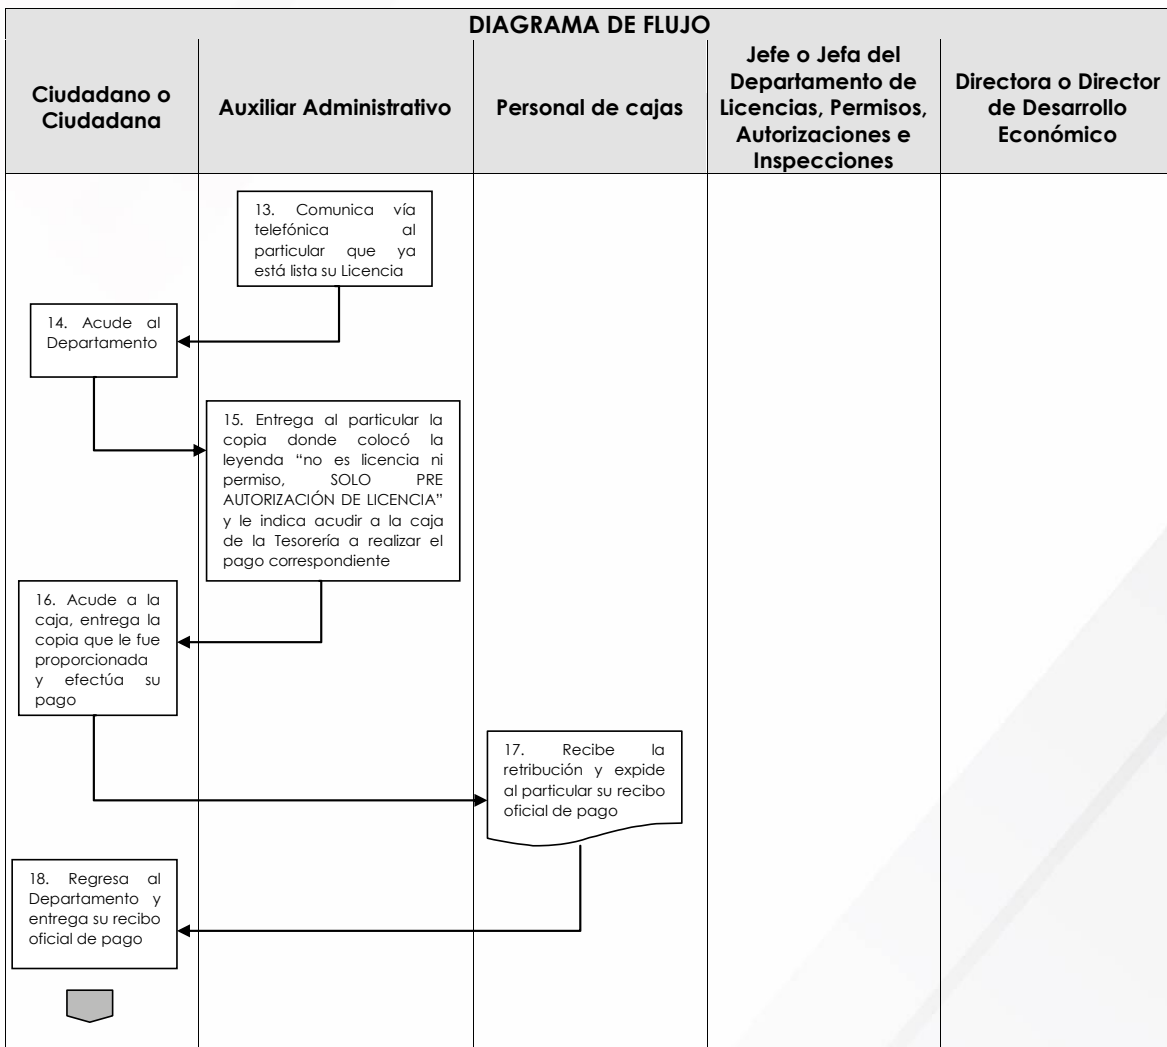 DIAGRAMA DE FLUJO
Ciudadano o
Ciudadana
Auxiliar Administrativo
Personal de cajas
Jefe o Jefa del
Departamento de
Licencias, Permisos,
Autorizaciones e
Inspecciones
Directora o Director
de Desarrollo
Económico
13. Comunica vía
telefónica al
particular que ya
está lista su Licencia
14. Acude al
Departamento
15. Entrega al particular la
copia donde colocó la
leyenda “no es licencia ni
permiso, SOLO PRE
AUTORIZACIÓN DE LICENCIA”
y le indica acudir a la caja
de la Tesorería a realizar el
pago correspondiente
16. Acude a la
caja, entrega la
copia que le fue
proporcionada
y efectúa su
pago
17. Recibe la
retribución y expide
al particular su recibo
oficial de pago
18. Regresa al
Departamento y
entrega su recibo
oficial de pago